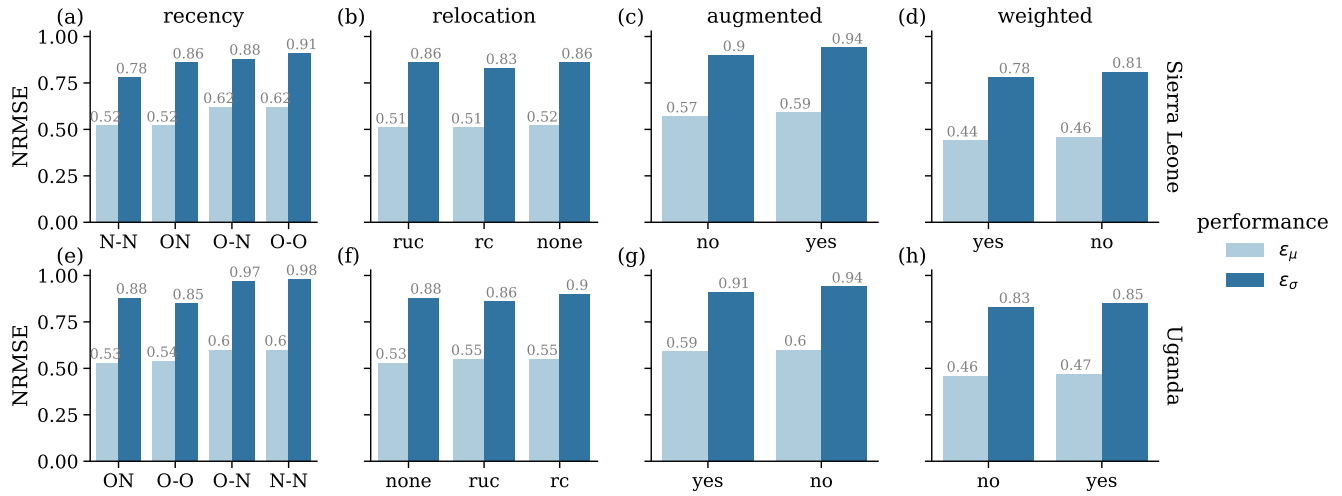 (a) recency (b) relocation (c) augmented (d) weighted
1.00
0.75
0.50
0.25
0.00
NRMSE
0.52 0.78 0.52 0.86 0.62 0.88 0.62 0.91
N-N ON O-N O-O
0.51 0.86 0.51 0.83 0.52 0.86
ruc rc none
0.57 0.9 0.59 0.94
no yes
0.44 0.78 0.46 0.81
yes no
Sierra Leone
(e) (f) (g) (h)
1.00
0.75
0.50
0.25
0.00
NRMSE
0.53 0.88 0.54 0.85 0.6 0.97 0.6 0.98
ON O-O O-N N-N
0.53 0.88 0.55 0.86 0.55 0.9
none ruc rc
0.59 0.91 0.6 0.94
yes no
0.46 0.83 0.47 0.85
no yes
Uganda
performance
ε_μ
ε_σ